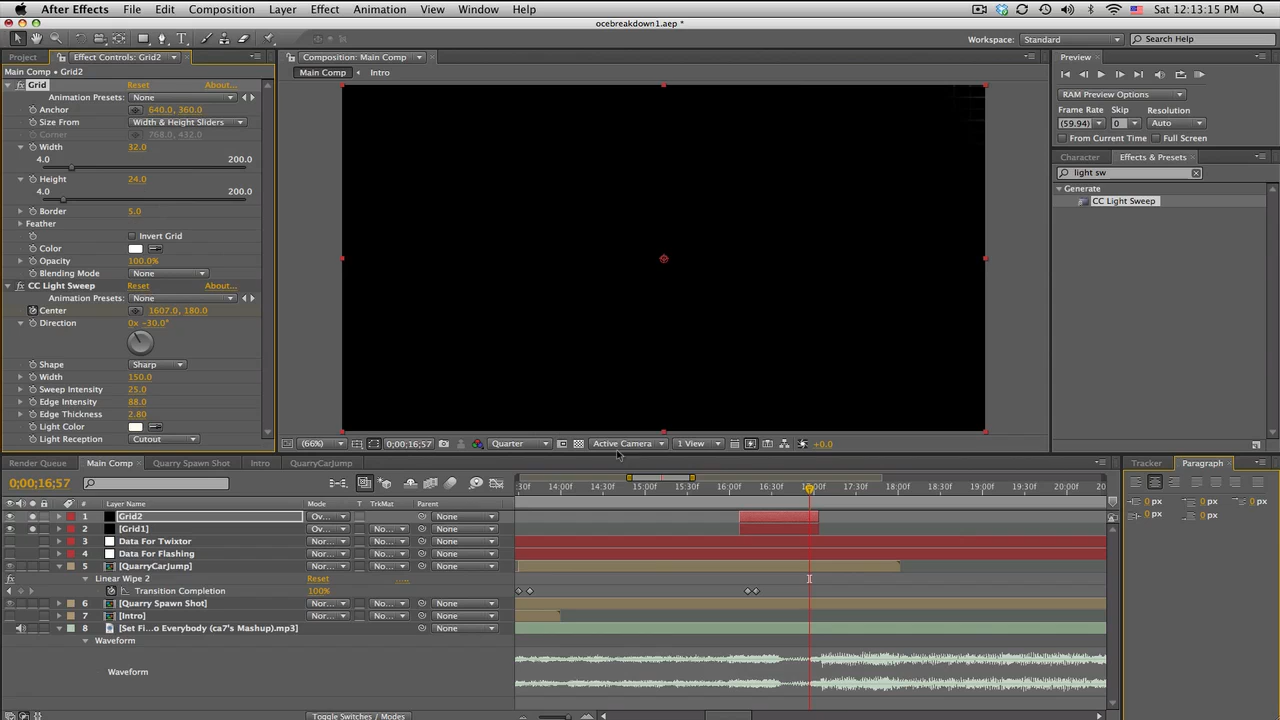 After Effects File Edit Composition Layer Effect Animation View Window Help Sat 12:13:15 PM
ocebreakdown1.aep *
Workspace: Standard Search Help
Project Effect Controls: Grid2 Composition: Main Comp Preview
Main Comp • Grid2 Main Comp Intro
Grid Reset About...
Animation Presets: None
Anchor 640.0, 360.0
Size From Width & Height Sliders
Corner 768.0, 432.0
Width 32.0
4.0 200.0
Height 24.0
4.0 200.0
Border 5.0
Feather
Invert Grid
Color
Opacity 100.0%
Blending Mode None
CC Light Sweep Reset About...
Animation Presets: None
Center 1607.0, 180.0
Direction 0x -30.0°
Shape Sharp
Width 150.0
Sweep Intensity 25.0
Edge Intensity 88.0
Edge Thickness 2.80
Light Color
Light Reception Cutout
(66%) 0;00;16;57 Quarter Active Camera 1 View +0.0
RAM Preview Options
Frame Rate Skip Resolution
(59.94) 0 Auto
From Current Time Full Screen
Character Effects & Presets
light sw
Generate
CC Light Sweep
Render Queue Main Comp Quarry Spawn Shot Intro QuarryCarJump Tracker Paragraph
0;00;16;57
:30f 14:00f 14:30f 15:00f 15:30f 16:00f 16:30f 17:00f 17:30f 18:00f 18:30f 19:00f 19:30f 20:00f 20
0 px 0 px 0 px
0 px 0 px
# Layer Name Mode T TrkMat Parent
1 Grid2 Ov... None
2 [Grid1] Ov... No... None
3 Data For Twixtor Nor... No... None
4 Data For Flashing Nor... No... None
5 [QuarryCarJump] Nor... No... None
Linear Wipe 2 Reset .....
Transition Completion 100%
6 [Quarry Spawn Shot] Nor... No... None
7 [Intro] Nor... No... None
8 [Set Fi...o Everybody (ca7's Mashup).mp3] None
Waveform
Waveform
Toggle Switches / Modes